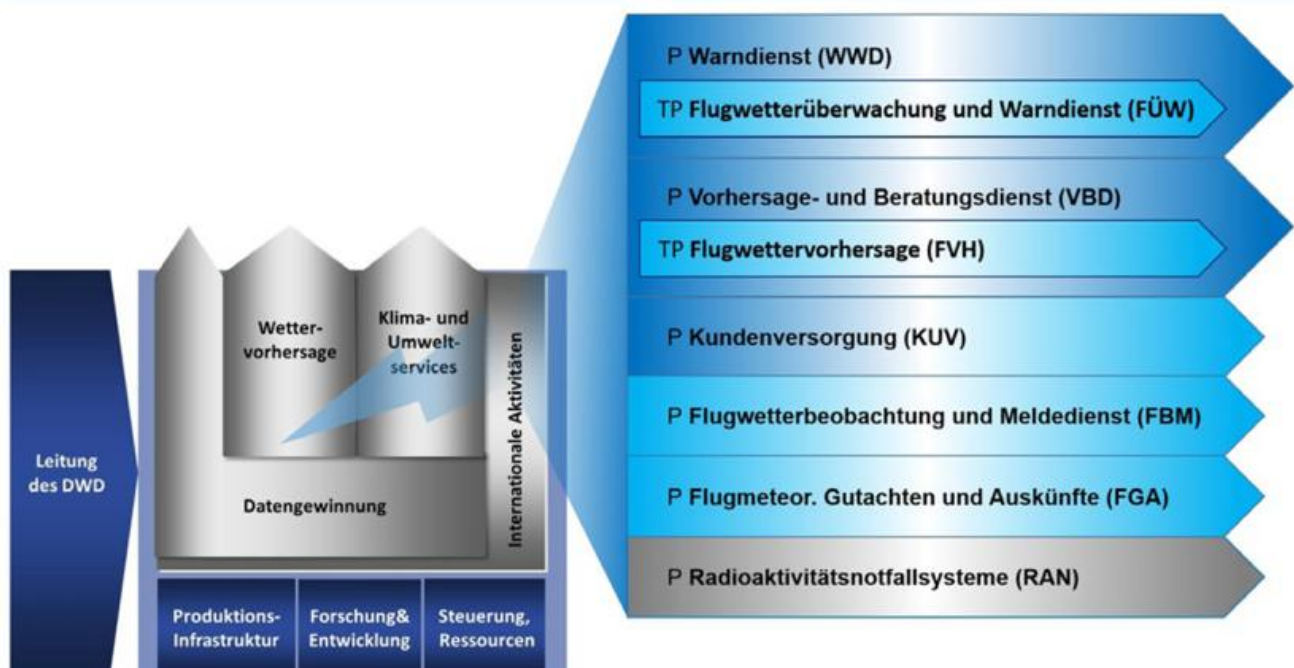 P Warndienst (WWD)
TP Flugwetterüberwachung und Warndienst (FÜW)
P Vorhersage- und Beratungsdienst (VBD)
TP Flugwettervorhersage (FVH)
P Kundenversorgung (KUV)
P Flugwetterbeobachtung und Meldedienst (FBM)
P Flugmeteor. Gutachten und Auskünfte (FGA)
P Radioaktivitätsnotfallsysteme (RAN)
Leitung
des DWD
Wetter-
vorhersage
Klima- und
Umwelt-
services
Internationale Aktivitäten
Datengewinnung
Produktions-
Infrastruktur
Forschung&
Entwicklung
Steuerung,
Ressourcen